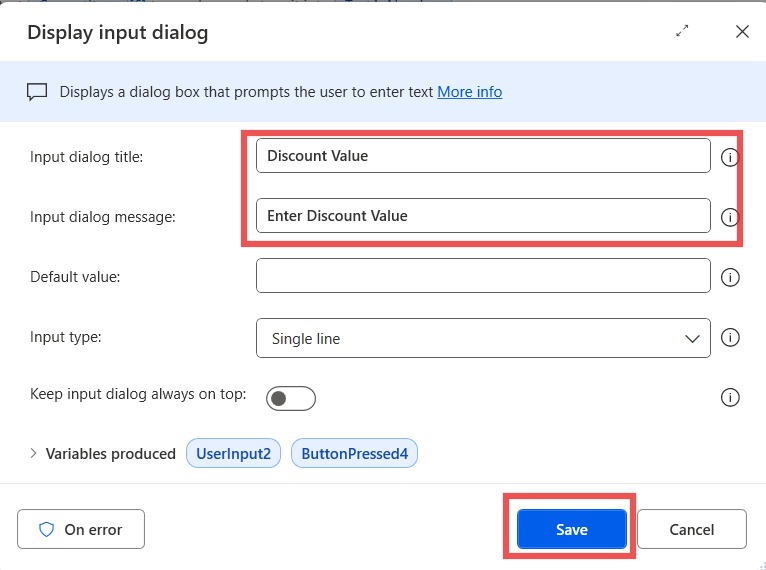 Display input dialog
Displays a dialog box that prompts the user to enter text More info
Input dialog title: Discount Value
Input dialog message: Enter Discount Value
Default value:
Input type: Single line
Keep input dialog always on top:
Variables produced UserInput2 ButtonPressed4
On error Save Cancel